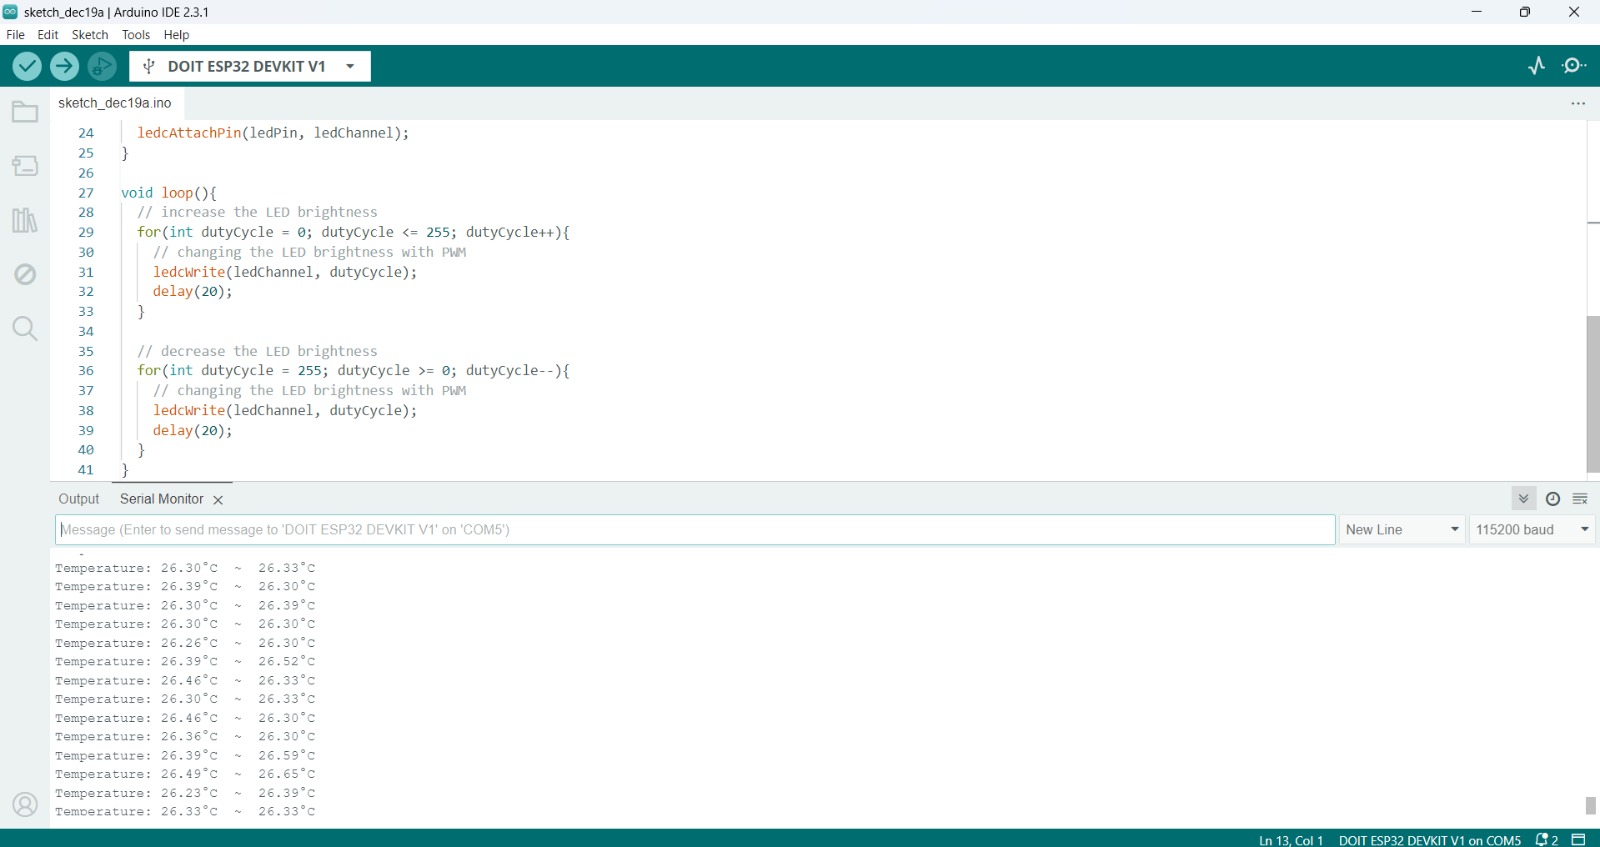 sketch_dec19a | Arduino IDE 2.3.1
File Edit Sketch Tools Help
DOIT ESP32 DEVKIT V1
sketch_dec19a.ino
24 ledcAttachPin(ledPin, ledChannel);
25 }
26
27 void loop(){
28 // increase the LED brightness
29 for(int dutyCycle = 0; dutyCycle <= 255; dutyCycle++){
30 // changing the LED brightness with PWM
31 ledcWrite(ledChannel, dutyCycle);
32 delay(20);
33 }
34
35 // decrease the LED brightness
36 for(int dutyCycle = 255; dutyCycle >= 0; dutyCycle--){
37 // changing the LED brightness with PWM
38 ledcWrite(ledChannel, dutyCycle);
39 delay(20);
40 }
41 }
Output Serial Monitor
Message (Enter to send message to 'DOIT ESP32 DEVKIT V1' on 'COM5') New Line 115200 baud
Temperature: 26.30°C ~ 26.33°C
Temperature: 26.39°C ~ 26.30°C
Temperature: 26.30°C ~ 26.39°C
Temperature: 26.30°C ~ 26.30°C
Temperature: 26.26°C ~ 26.30°C
Temperature: 26.39°C ~ 26.52°C
Temperature: 26.46°C ~ 26.33°C
Temperature: 26.30°C ~ 26.33°C
Temperature: 26.46°C ~ 26.30°C
Temperature: 26.36°C ~ 26.30°C
Temperature: 26.39°C ~ 26.59°C
Temperature: 26.49°C ~ 26.65°C
Temperature: 26.23°C ~ 26.39°C
Temperature: 26.33°C ~ 26.33°C
Ln 13, Col 1 DOIT ESP32 DEVKIT V1 on COM5 2